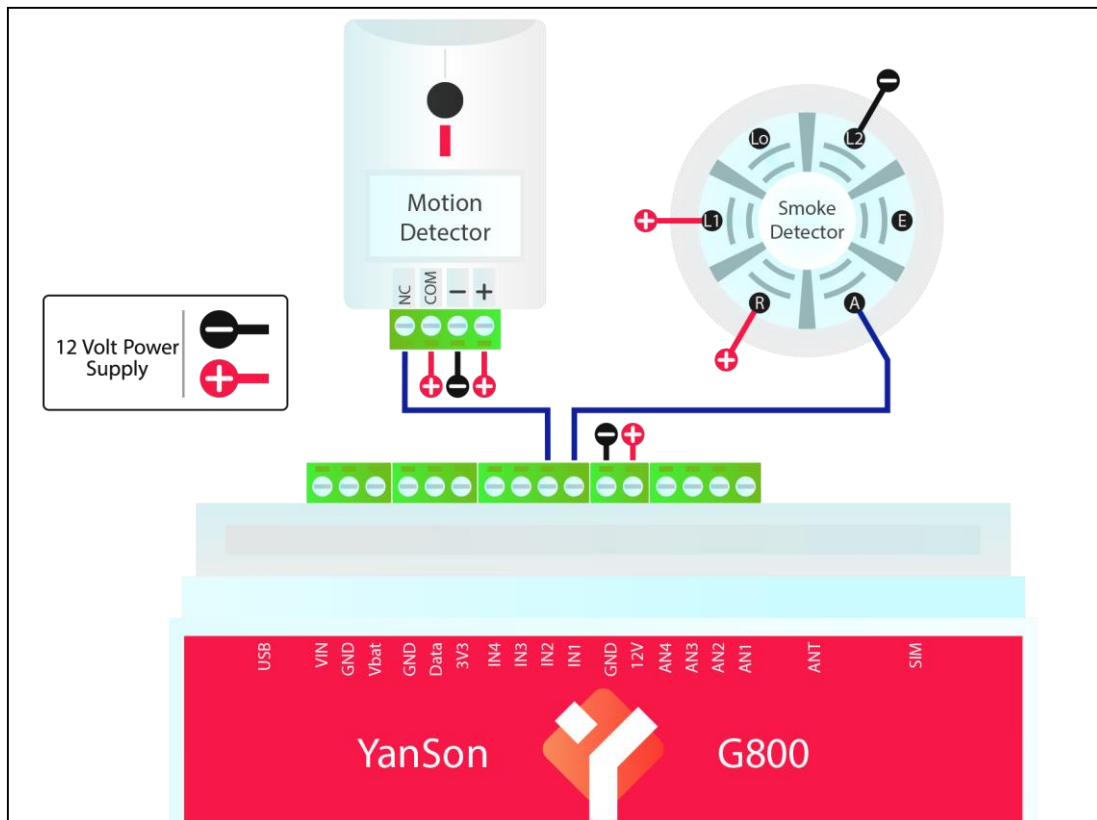 Motion
Detector
NC
COM
−
+
Lo
L2
L1
E
R
A
Smoke
Detector
12 Volt Power
Supply
USB
VIN
GND
Vbat
GND
Data
3V3
IN4
IN3
IN2
IN1
GND
12V
AN4
AN3
AN2
AN1
ANT
SIM
YanSon
G800